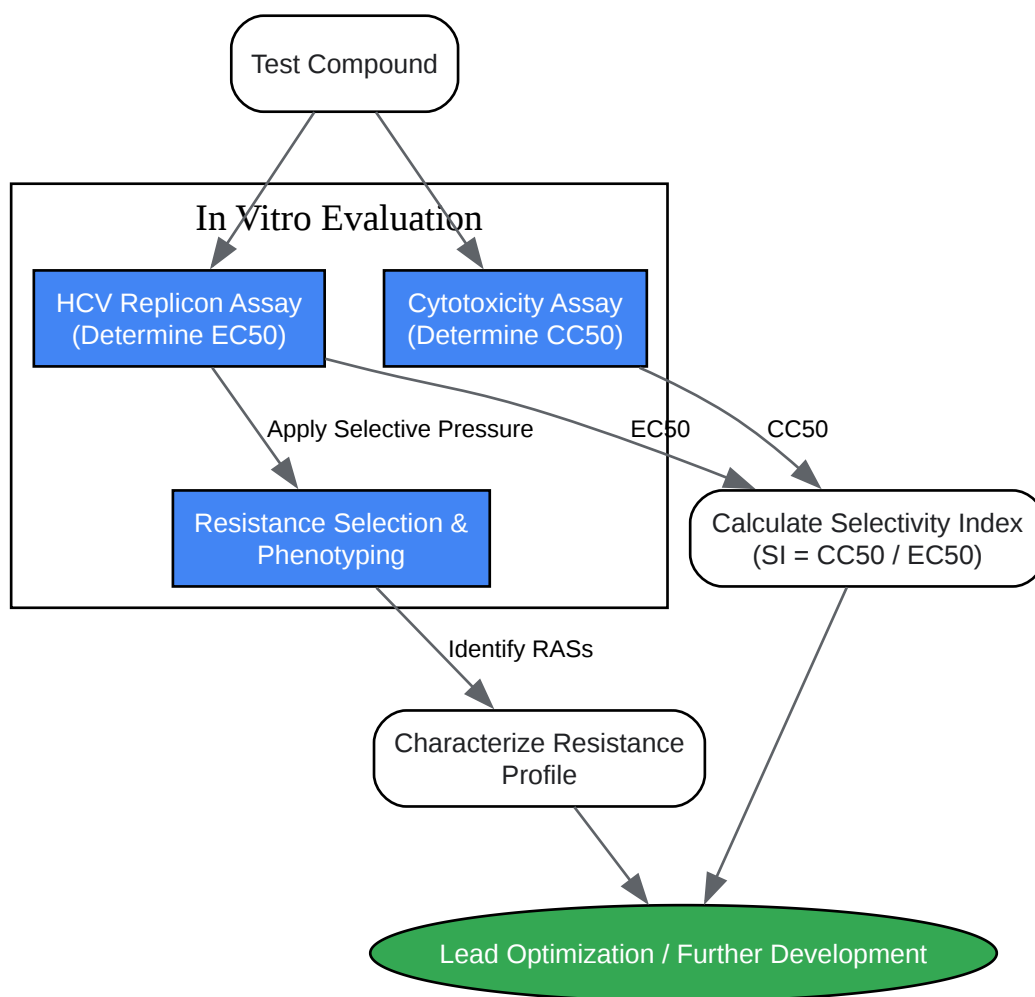 Test Compound
In Vitro Evaluation
HCV Replicon Assay
(Determine EC50)
Cytotoxicity Assay
(Determine CC50)
Apply Selective Pressure
EC50
CC50
Resistance Selection &
Phenotyping
Calculate Selectivity Index
(SI = CC50 / EC50)
Identify RASs
Characterize Resistance
Profile
Lead Optimization / Further Development